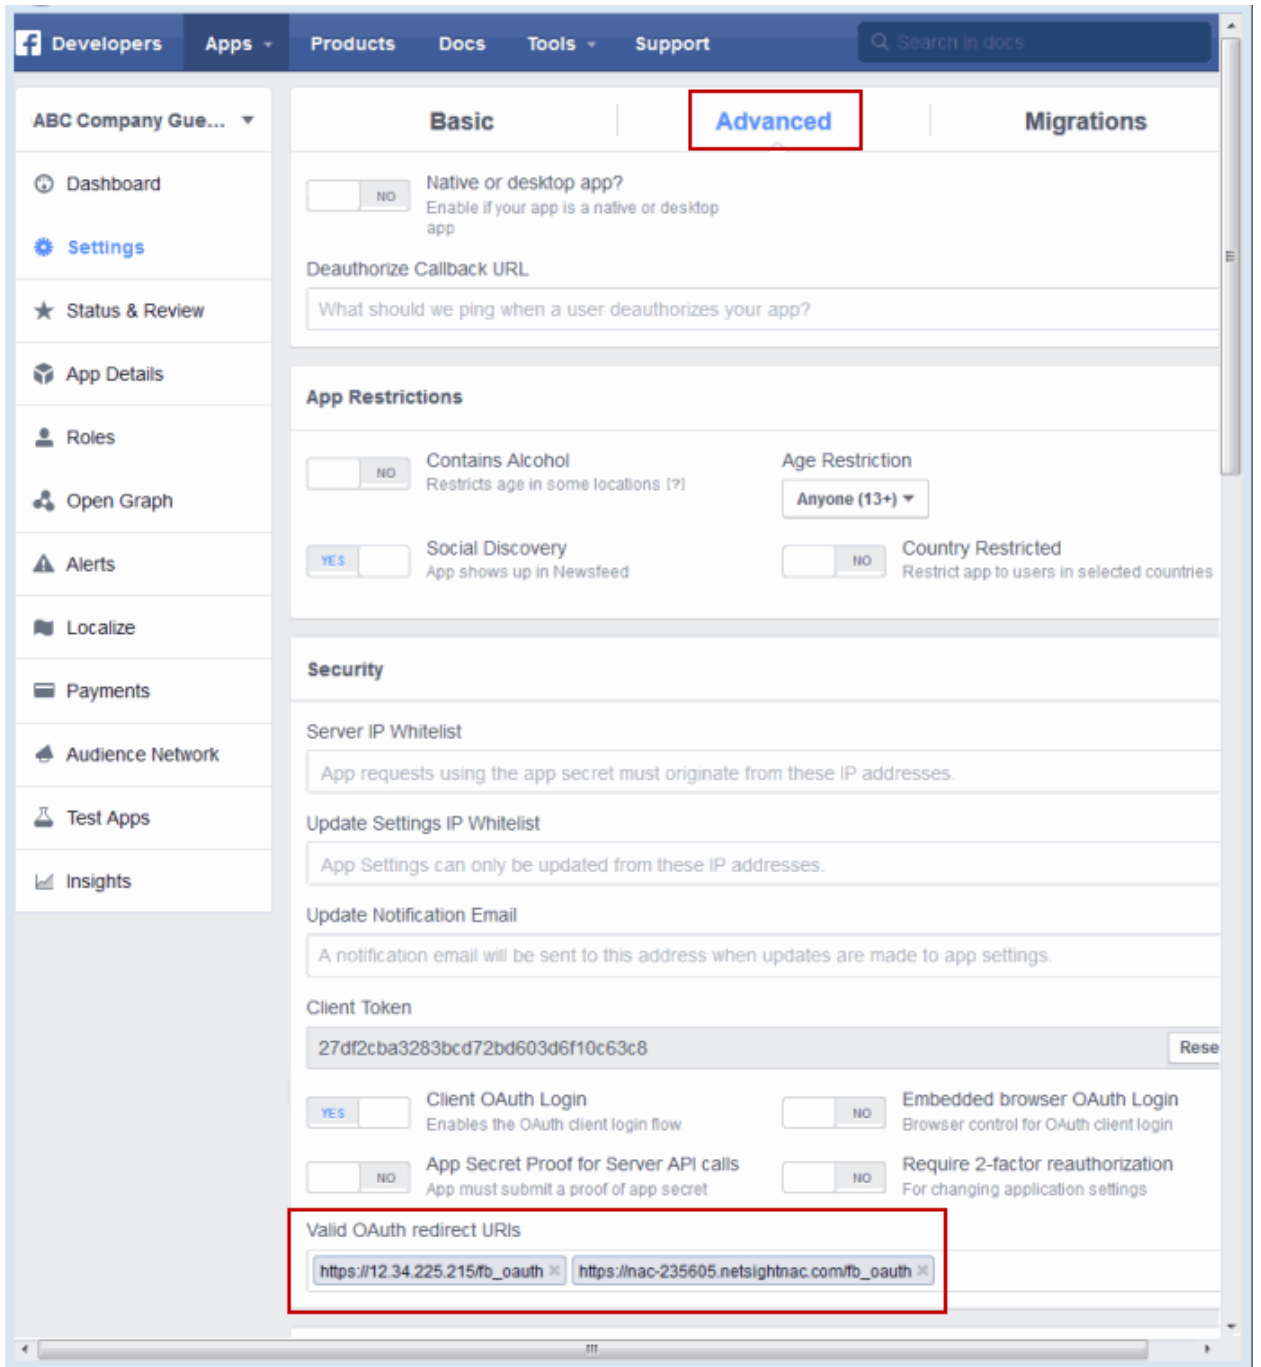 f Developers Apps Products Docs Tools Support Search in docs
ABC Company Gue...
Dashboard
Settings
Status & Review
App Details
Roles
Open Graph
Alerts
Localize
Payments
Audience Network
Test Apps
Insights
Basic Advanced Migrations
NO Native or desktop app?
Enable if your app is a native or desktop
app
Deauthorize Callback URL
What should we ping when a user deauthorizes your app?
App Restrictions
NO Contains Alcohol
Restricts age in some locations [?]
Age Restriction
Anyone (13+)
YES Social Discovery
App shows up in Newsfeed
NO Country Restricted
Restrict app to users in selected countries
Security
Server IP Whitelist
App requests using the app secret must originate from these IP addresses.
Update Settings IP Whitelist
App Settings can only be updated from these IP addresses.
Update Notification Email
A notification email will be sent to this address when updates are made to app settings.
Client Token
27df2cba3283bcd72bd603d6f10c63c8 Rese
YES Client OAuth Login
Enables the OAuth client login flow
NO Embedded browser OAuth Login
Browser control for OAuth client login
NO App Secret Proof for Server API calls
App must submit a proof of app secret
NO Require 2-factor reauthorization
For changing application settings
Valid OAuth redirect URIs
https://12.34.225.215/fb_oauth × https://nac-235605.netsightnac.com/fb_oauth ×